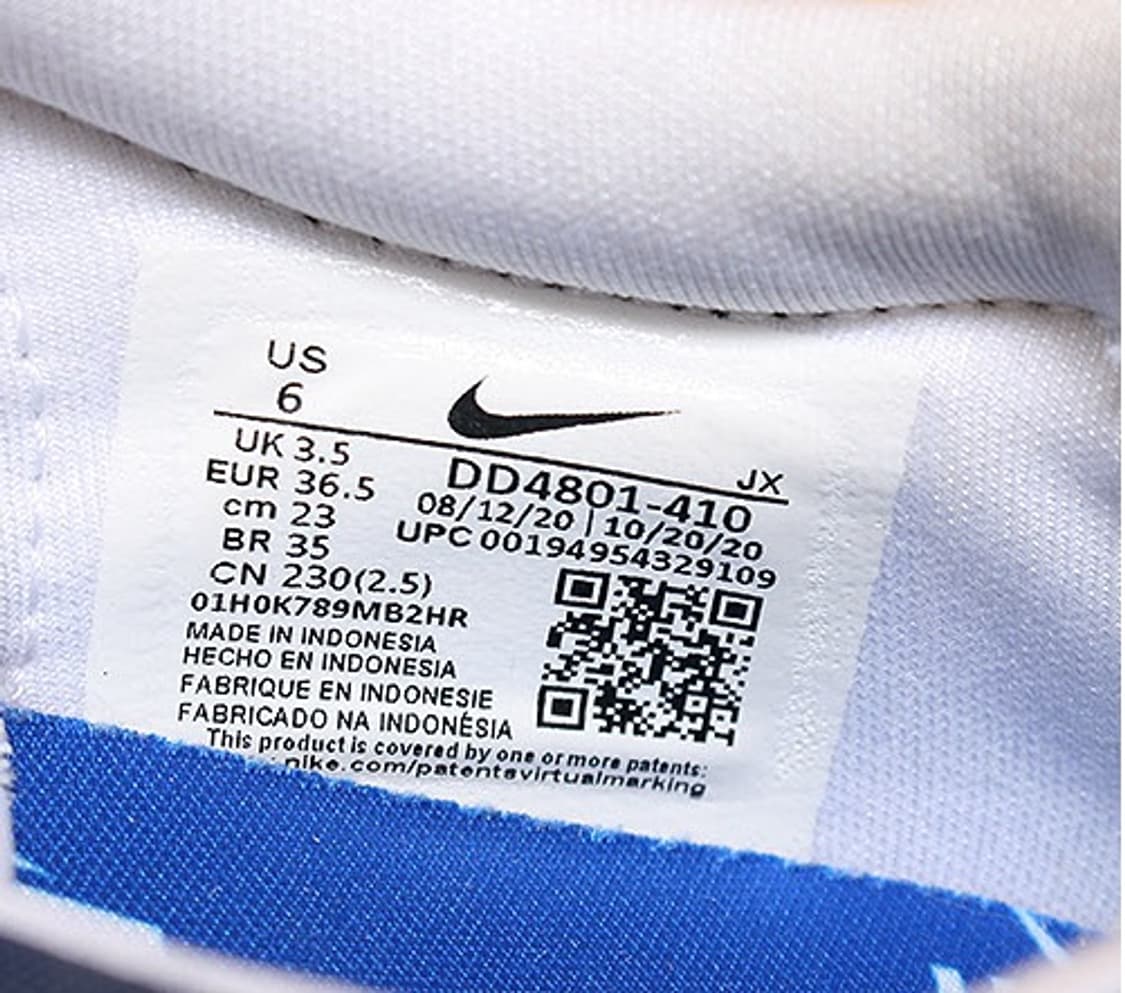 US
6
UK 3.5
EUR 36.5
cm 23
BR 35
CN 230(2.5)
JX
DD4801-410
08/12/20 | 10/20/20
UPC 00194954329109
01H0K789MB2HR
MADE IN INDONESIA
HECHO EN INDONESIA
FABRIQUE EN INDONESIE
FABRICADO NA INDONÉSIA
This product is covered by one or more patents:
nike.com/patentsvirtualmarking